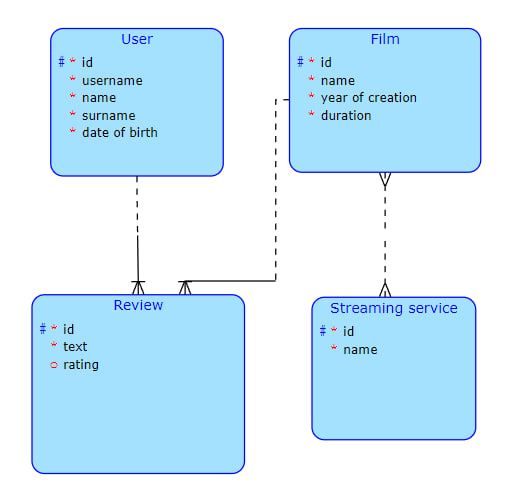 User
# * id
* username
* name
* surname
* date of birth
Film
# * id
* name
* year of creation
* duration
Review
# * id
* text
o rating
Streaming service
# * id
* name